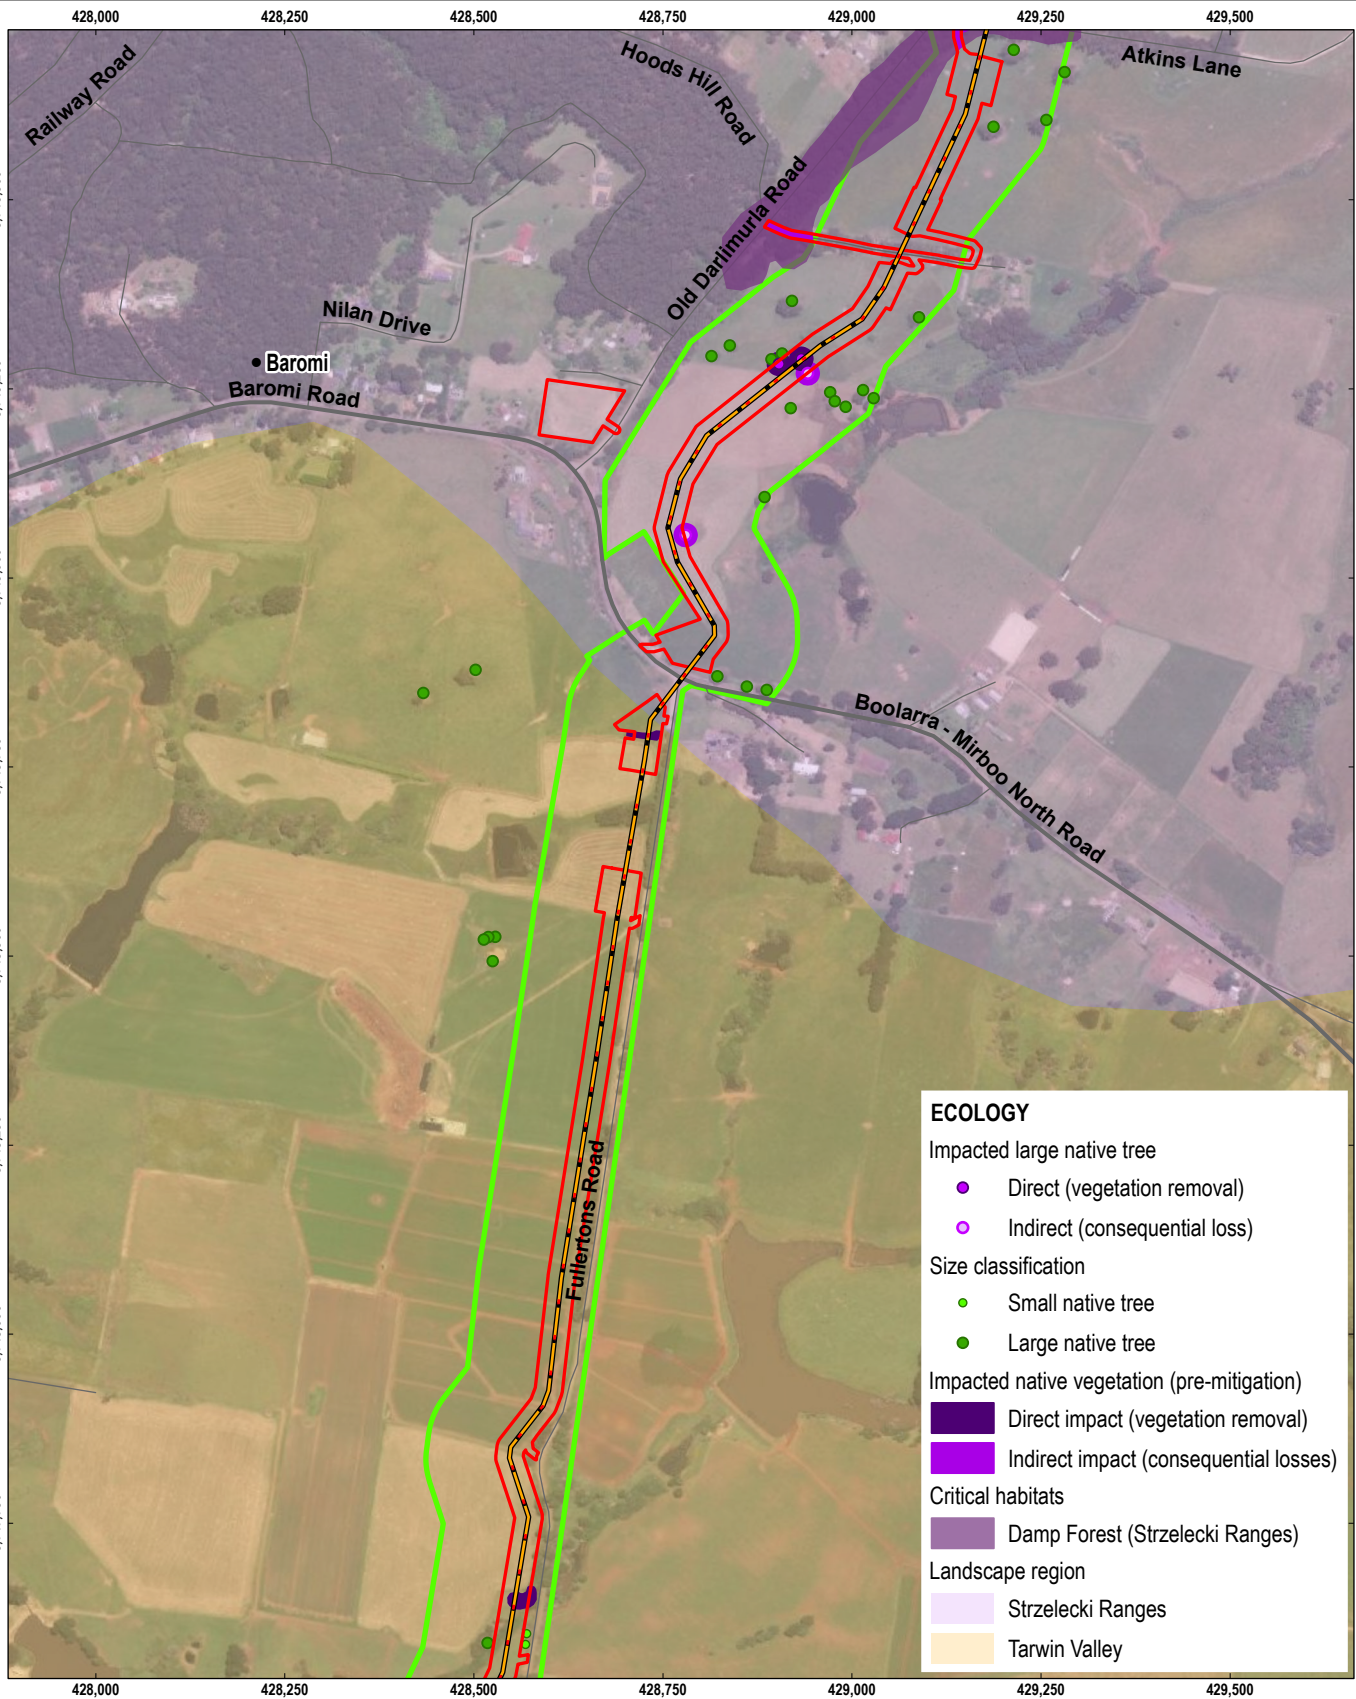 428,000
428,250
428,500
428,750
429,000
429,250
429,500
Railway Road
Hoods Hill Road
Atkins Lane
Old Darlimurla Road
Nilan Drive
Baromi
Baromi Road
Boolarra - Mirboo North Road
Fullertons Road
ECOLOGY
Impacted large native tree
Direct (vegetation removal)
Indirect (consequential loss)
Size classification
Small native tree
Large native tree
Impacted native vegetation (pre-mitigation)
Direct impact (vegetation removal)
Indirect impact (consequential losses)
Critical habitats
Damp Forest (Strzelecki Ranges)
Landscape region
Strzelecki Ranges
Tarwin Valley
428,000
428,250
428,500
428,750
429,000
429,250
429,500